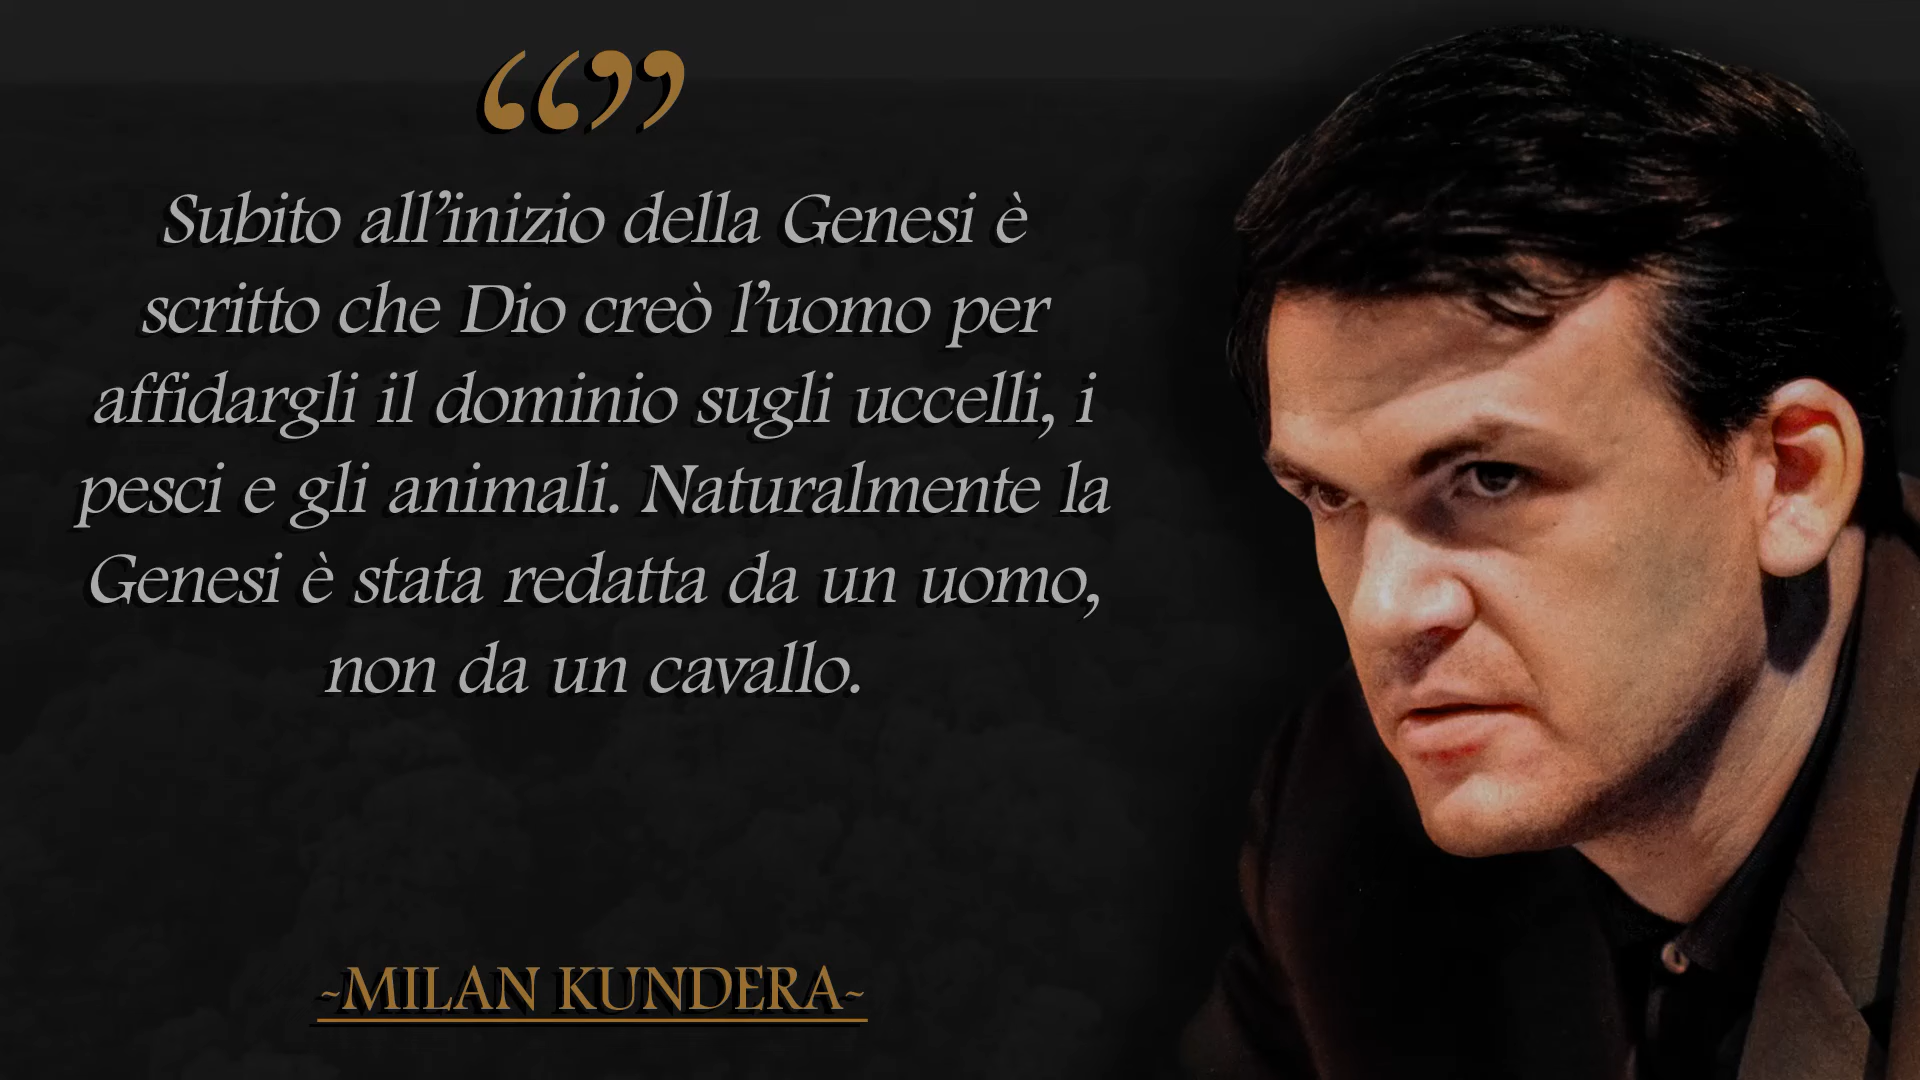 “”
Subito all’inizio della Genesi è
scritto che Dio creò l’uomo per
affidargli il dominio sugli uccelli, i
pesci e gli animali. Naturalmente la
Genesi è stata redatta da un uomo,
non da un cavallo.
~MILAN KUNDERA~